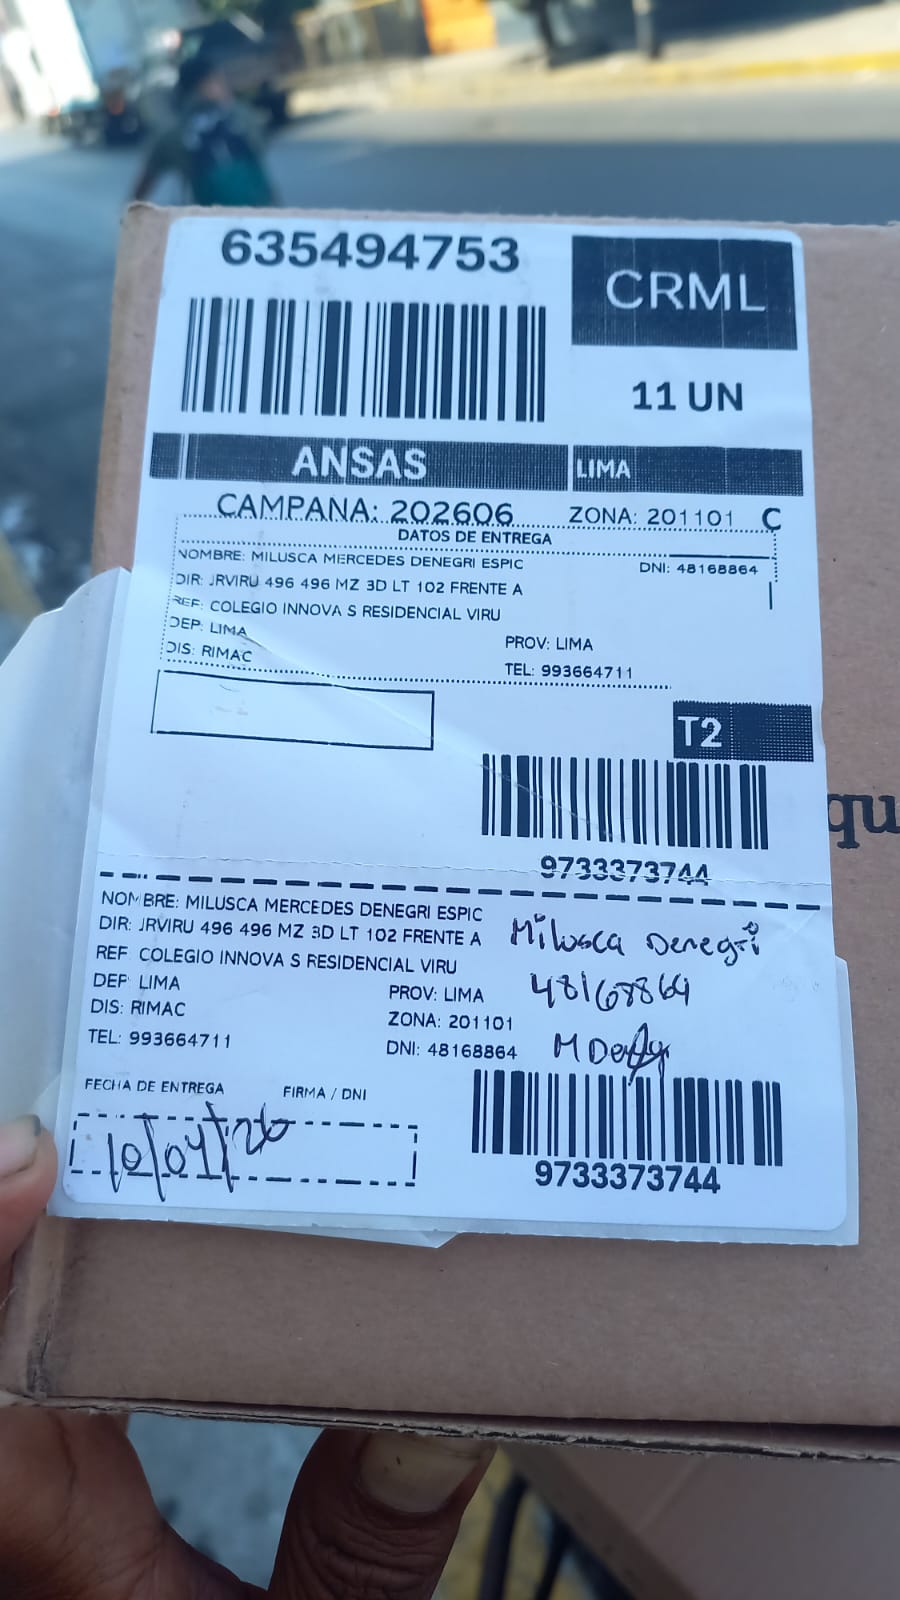 635494753
CRML
11 UN
ANSAS
LIMA
CAMPANA: 202606
ZONA: 201101
C
DATOS DE ENTREGA
NOMBRE: MILUSCA MERCEDES DENEGRI ESPIC
DNI: 48168864
DIR: JRVIRU 496 496 MZ 3D LT 102 FRENTE A
REF: COLEGIO INNOVA S RESIDENCIAL VIRU
DEP: LIMA
PROV: LIMA
DIS: RIMAC
TEL: 993664711
T2
qu
9733373744
NOMBRE: MILUSCA MERCEDES DENEGRI ESPIC
DIR: JRVIRU 496 496 MZ 3D LT 102 FRENTE A
Milusca Denegri
REF COLEGIO INNOVA S RESIDENCIAL VIRU
48168864
DEP LIMA
PROV: LIMA
DIS: RIMAC
ZONA: 201101
TEL: 993664711
DNI: 48168864
FECHA DE ENTREGA
FIRMA / DNI
10/04/26
9733373744